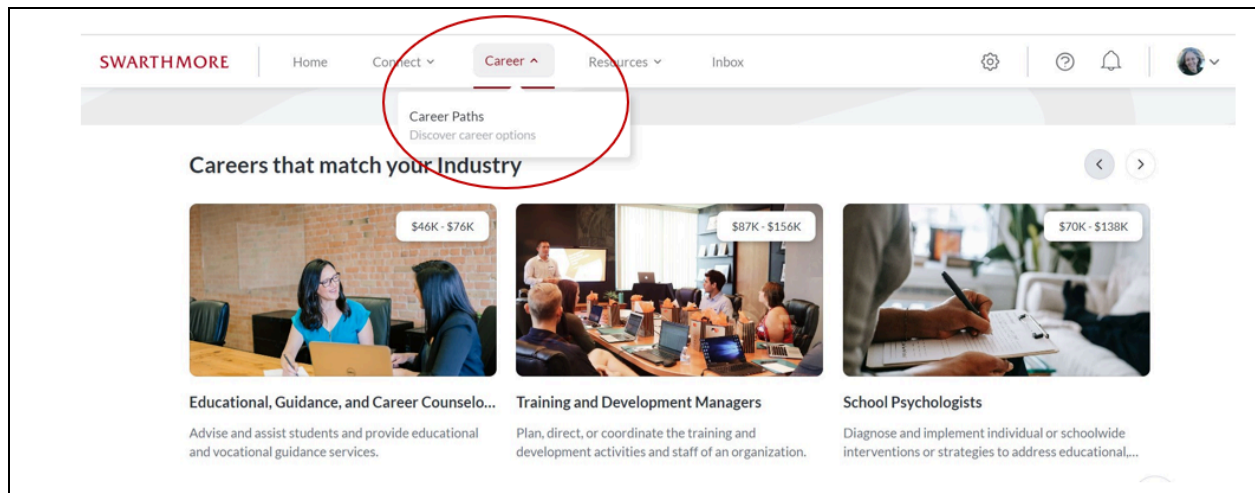 SWARTHMORE Home Connect Career Resources Inbox
Career Paths
Discover career options
Careers that match your Industry
$46K - $76K
$87K - $156K
$70K - $138K
Educational, Guidance, and Career Counselo...
Advise and assist students and provide educational
and vocational guidance services.
Training and Development Managers
Plan, direct, or coordinate the training and
development activities and staff of an organization.
School Psychologists
Diagnose and implement individual or schoolwide
interventions or strategies to address educational,...